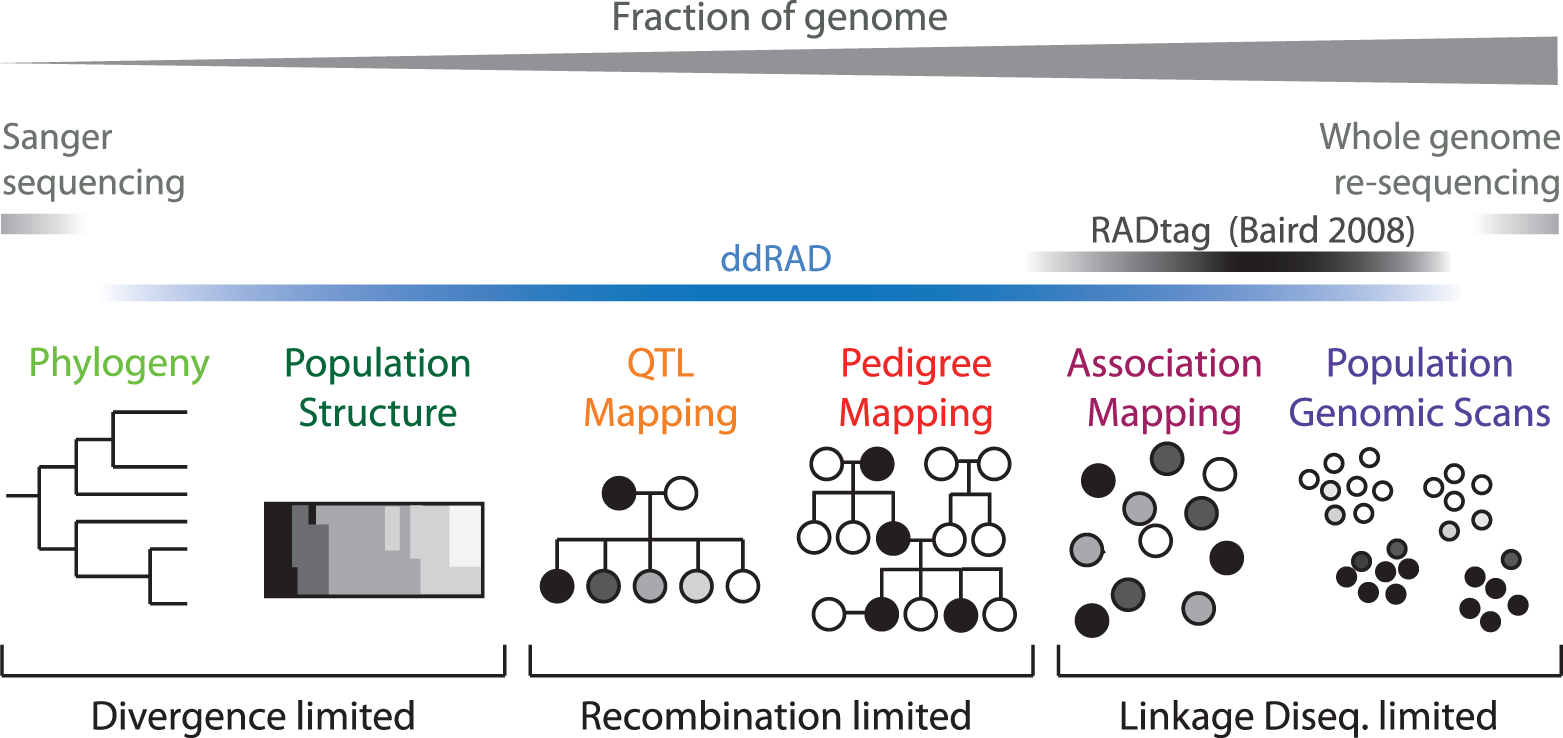 Fraction of genome
Sanger
sequencing
Whole genome
re-sequencing
RADtag (Baird 2008)
ddRAD
Phylogeny
Population
Structure
QTL
Mapping
Pedigree
Mapping
Association
Mapping
Population
Genomic Scans
Divergence limited
Recombination limited
Linkage Diseq. limited